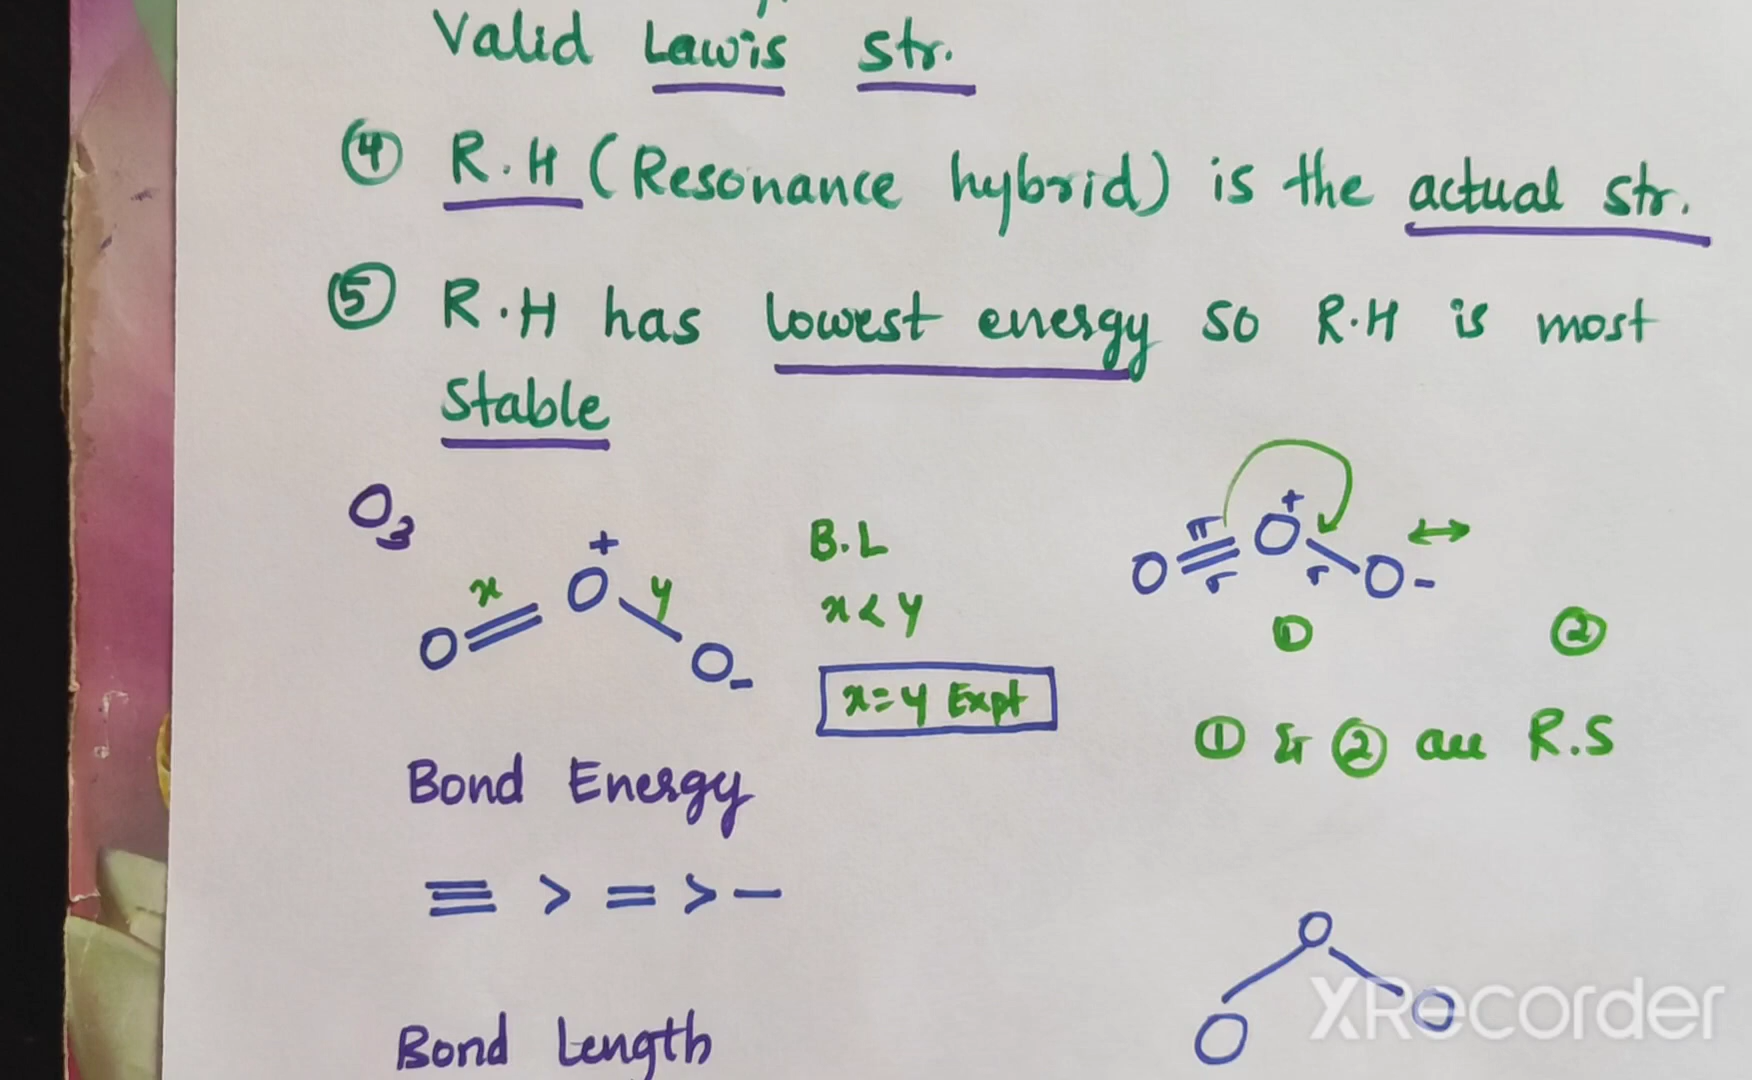 Valid Lawis str.
④ R.H (Resonance hybrid) is the actual str.
⑤ R.H has lowest energy so R.H is most
stable
O3
O = O+ - O-
x y
B.L
x < y
x = y Expt
π σ σ
O = O+ - O- ↔
① ②
① & ② are R.S
Bond Energy
≡ > = > −
Bond Length
O O O
XRecorder